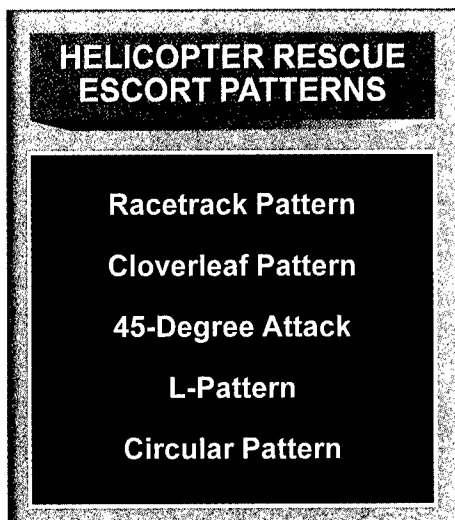 HELICOPTER RESCUE
ESCORT PATTERNS
Racetrack Pattern
Cloverleaf Pattern
45-Degree Attack
L-Pattern
Circular Pattern